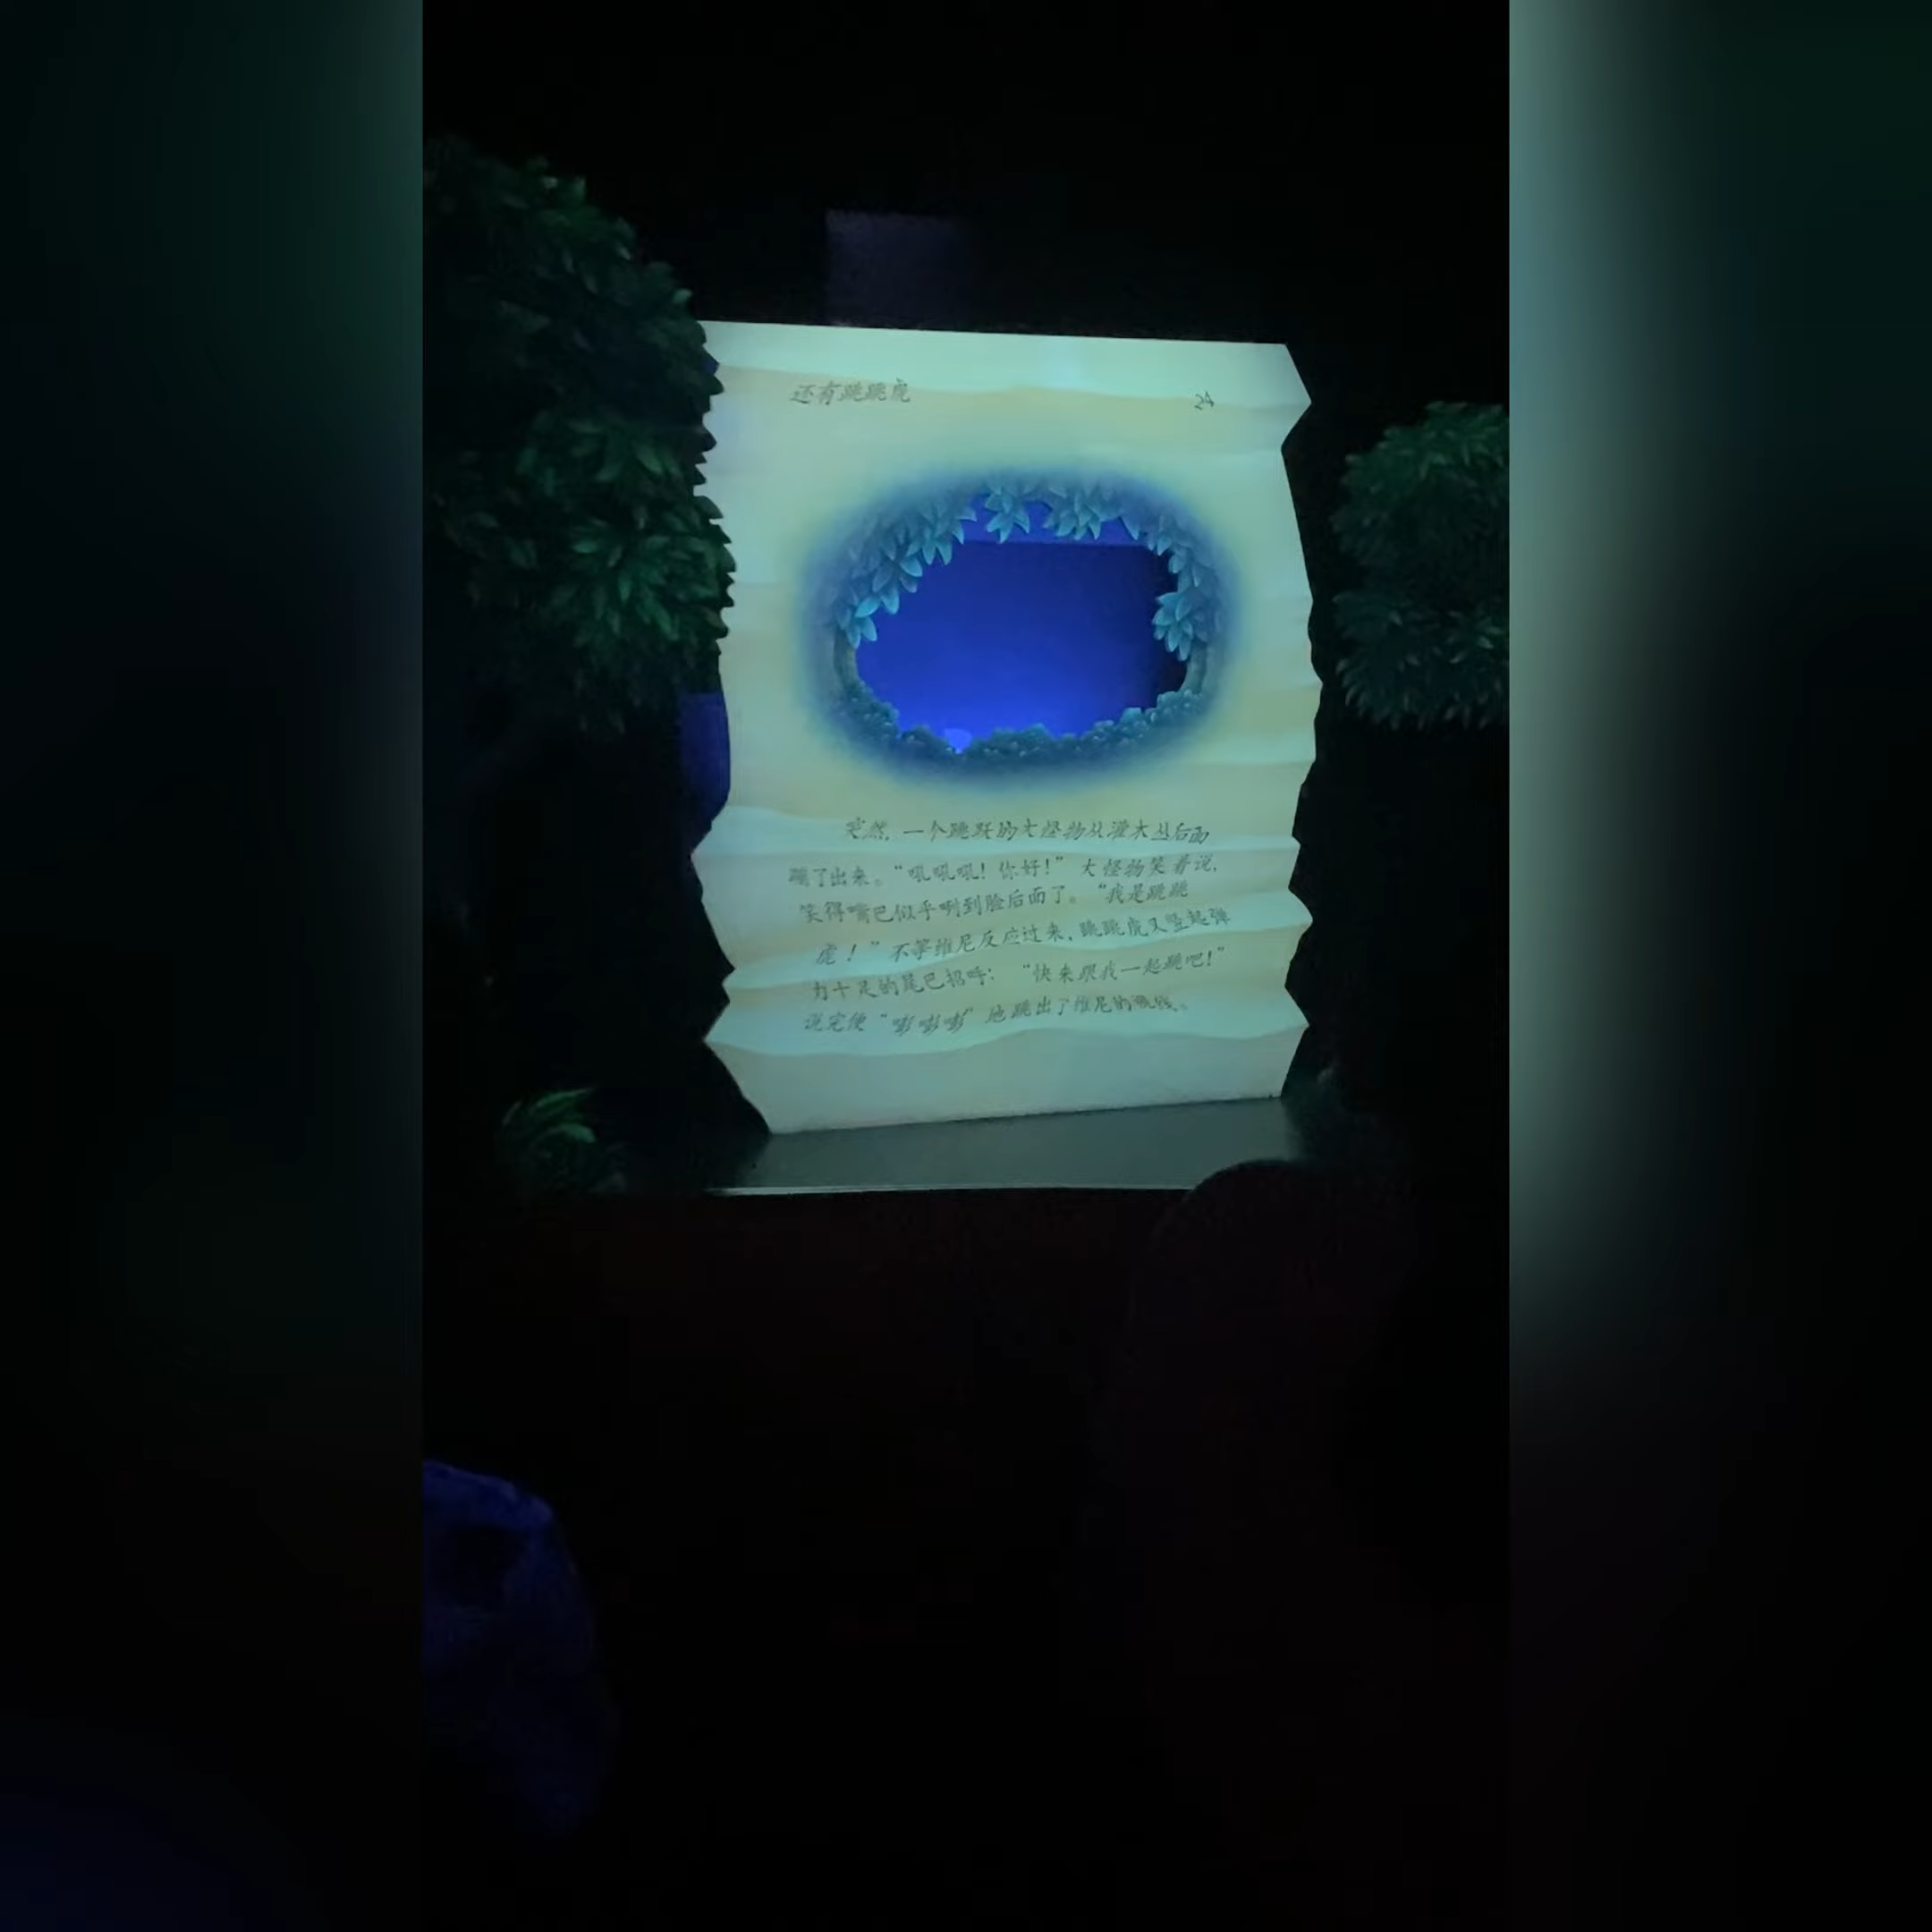 还有跳跳虎 24
突然,一个跳跃的大怪物从灌木丛后面
蹦了出来。“吼吼吼!你好!”大怪物笑着说,
笑得嘴巴似乎咧到脸后面了。“我是跳跳
虎!”不等维尼反应过来,跳跳虎又竖起弹
力十足的尾巴招呼:“快来跟我一起跳吧!”
说完便“嘭嘭嘭”地跳出了维尼的视线。